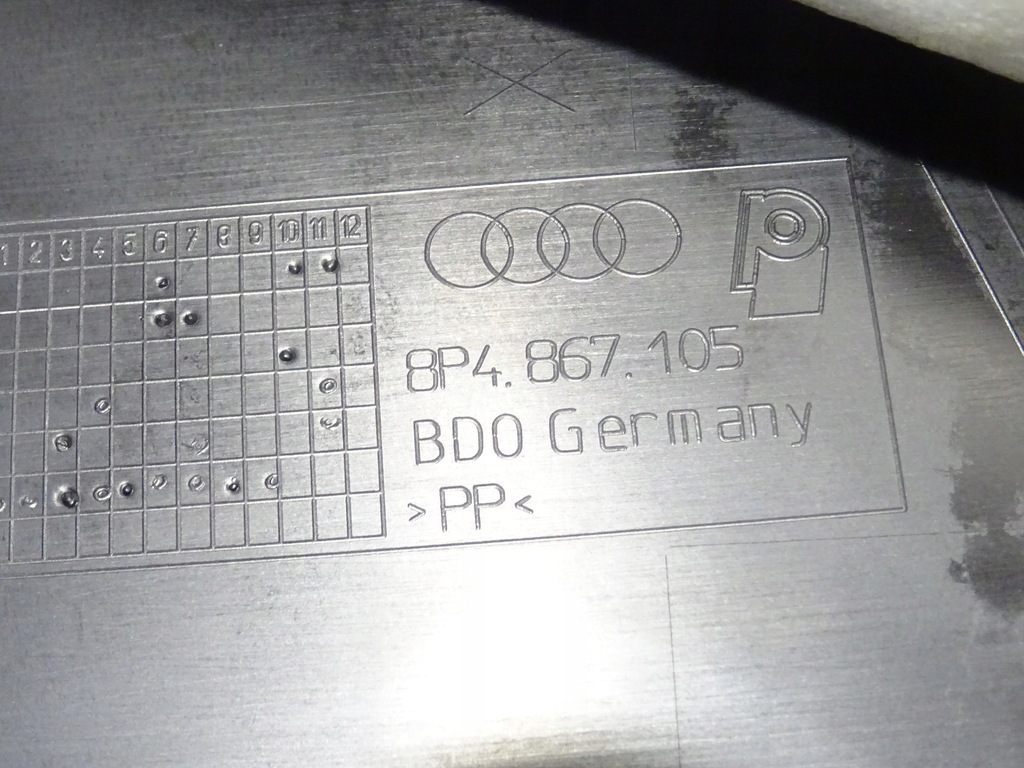 1 2 3 4 5 6 7 8 9 10 11 12
8P4.867.105
BDO Germany
>PP<